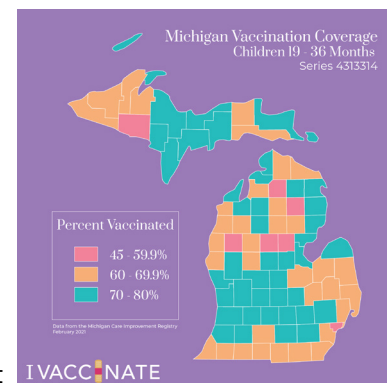 Michigan Vaccination Coverage
Children 19 - 36 Months
Series 4313314
Percent Vaccinated
45 - 59.9%
60 - 69.9%
70 - 80%
Data from the Michigan Care Improvement Registry
February 2021
I VACCINATE